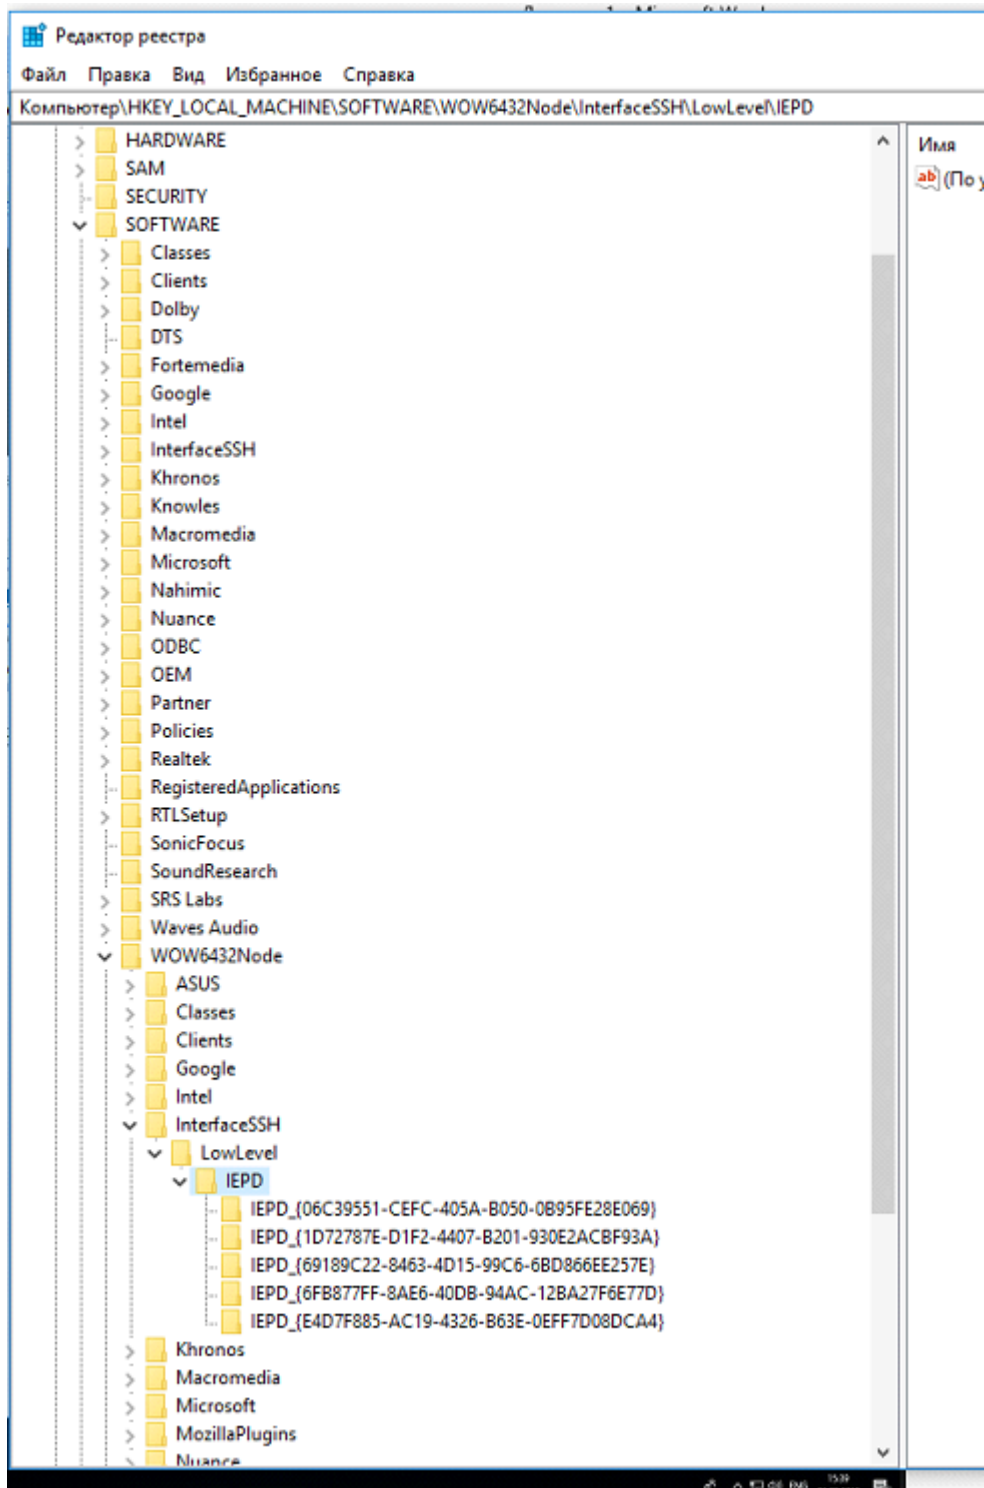 Редактор реестра
Файл Правка Вид Избранное Справка
Компьютер\HKEY_LOCAL_MACHINE\SOFTWARE\WOW6432Node\InterfaceSSH\LowLevel\IEPD
Имя
(По у
HARDWARE
SAM
SECURITY
SOFTWARE
Classes
Clients
Dolby
DTS
Fortemedia
Google
Intel
InterfaceSSH
Khronos
Knowles
Macromedia
Microsoft
Nahimic
Nuance
ODBC
OEM
Partner
Policies
Realtek
RegisteredApplications
RTLSetup
SonicFocus
SoundResearch
SRS Labs
Waves Audio
WOW6432Node
ASUS
Classes
Clients
Google
Intel
InterfaceSSH
LowLevel
IEPD
IEPD_{06C39551-CEFC-405A-B050-0B95FE28E069}
IEPD_{1D72787E-D1F2-4407-B201-930E2ACBF93A}
IEPD_{69189C22-8463-4D15-99C6-6BD866EE257E}
IEPD_{6FB877FF-8AE6-40DB-94AC-12BA27F6E77D}
IEPD_{E4D7F885-AC19-4326-B63E-0EFF7D08DCA4}
Khronos
Macromedia
Microsoft
MozillaPlugins
Nuance
15:39